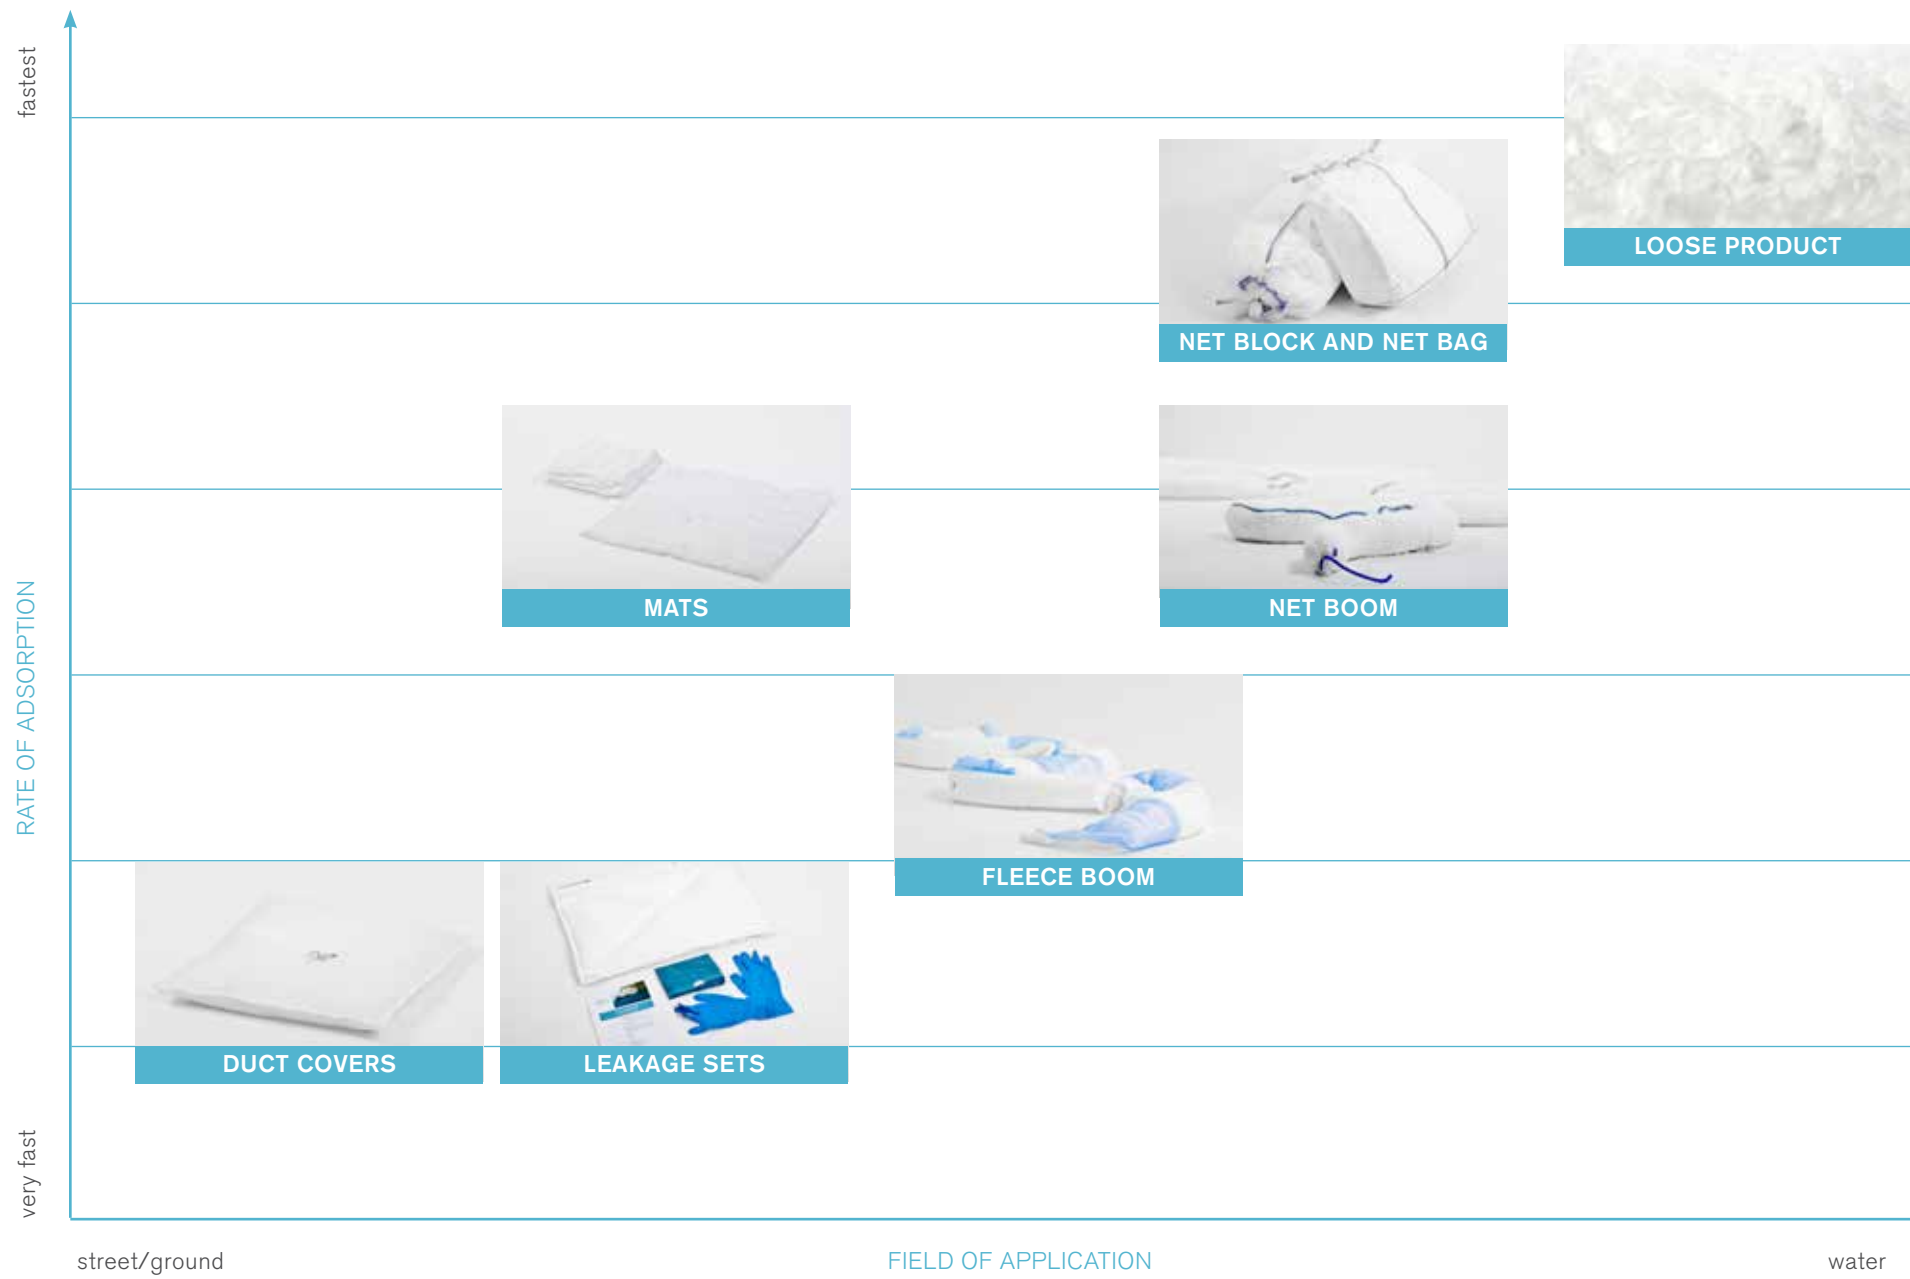 fastest
LOOSE PRODUCT
NET BLOCK AND NET BAG
MATS
NET BOOM
RATE OF ADSORPTION
FLEECE BOOM
DUCT COVERS
LEAKAGE SETS
very fast
street/ground
FIELD OF APPLICATION
water